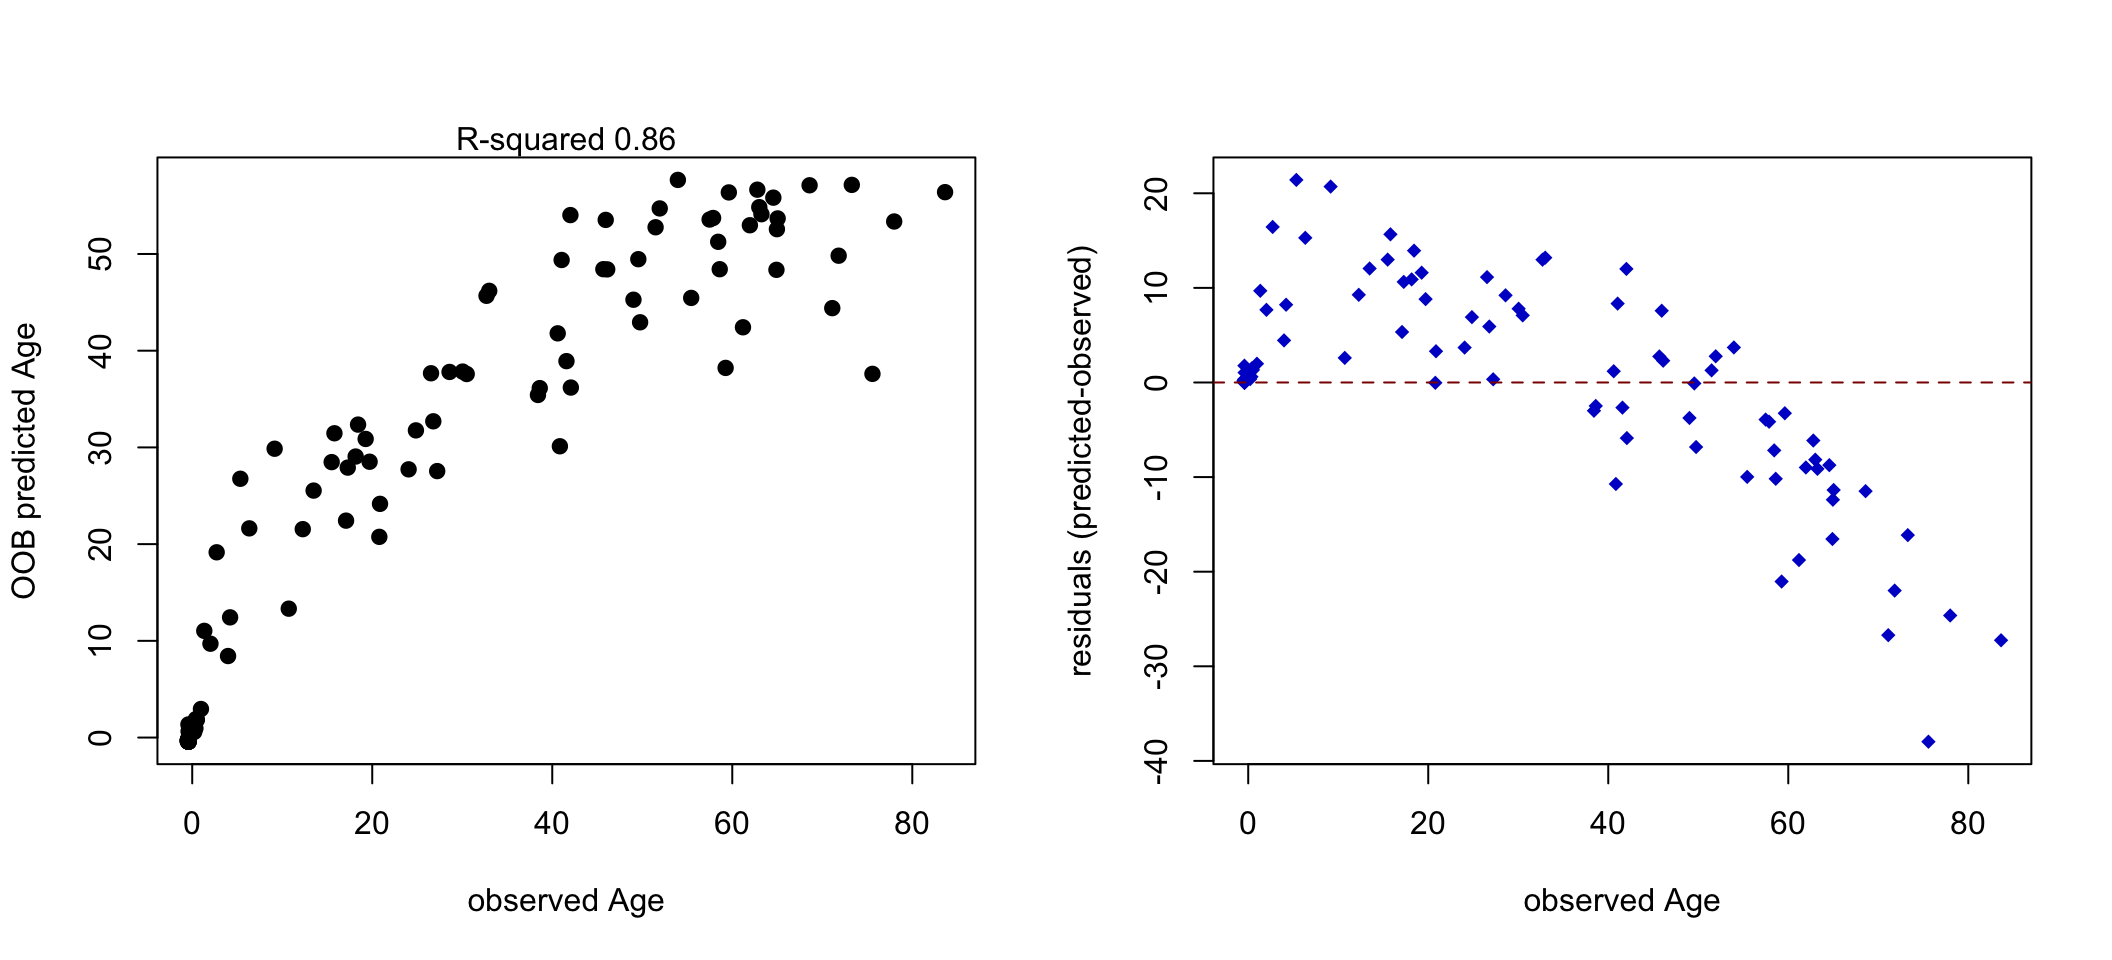 R-squared 0.86
OOB predicted Age
50
40
30
20
10
0
0 20 40 60 80
observed Age
residuals (predicted-observed)
20
10
0
-10
-20
-30
-40
0 20 40 60 80
observed Age